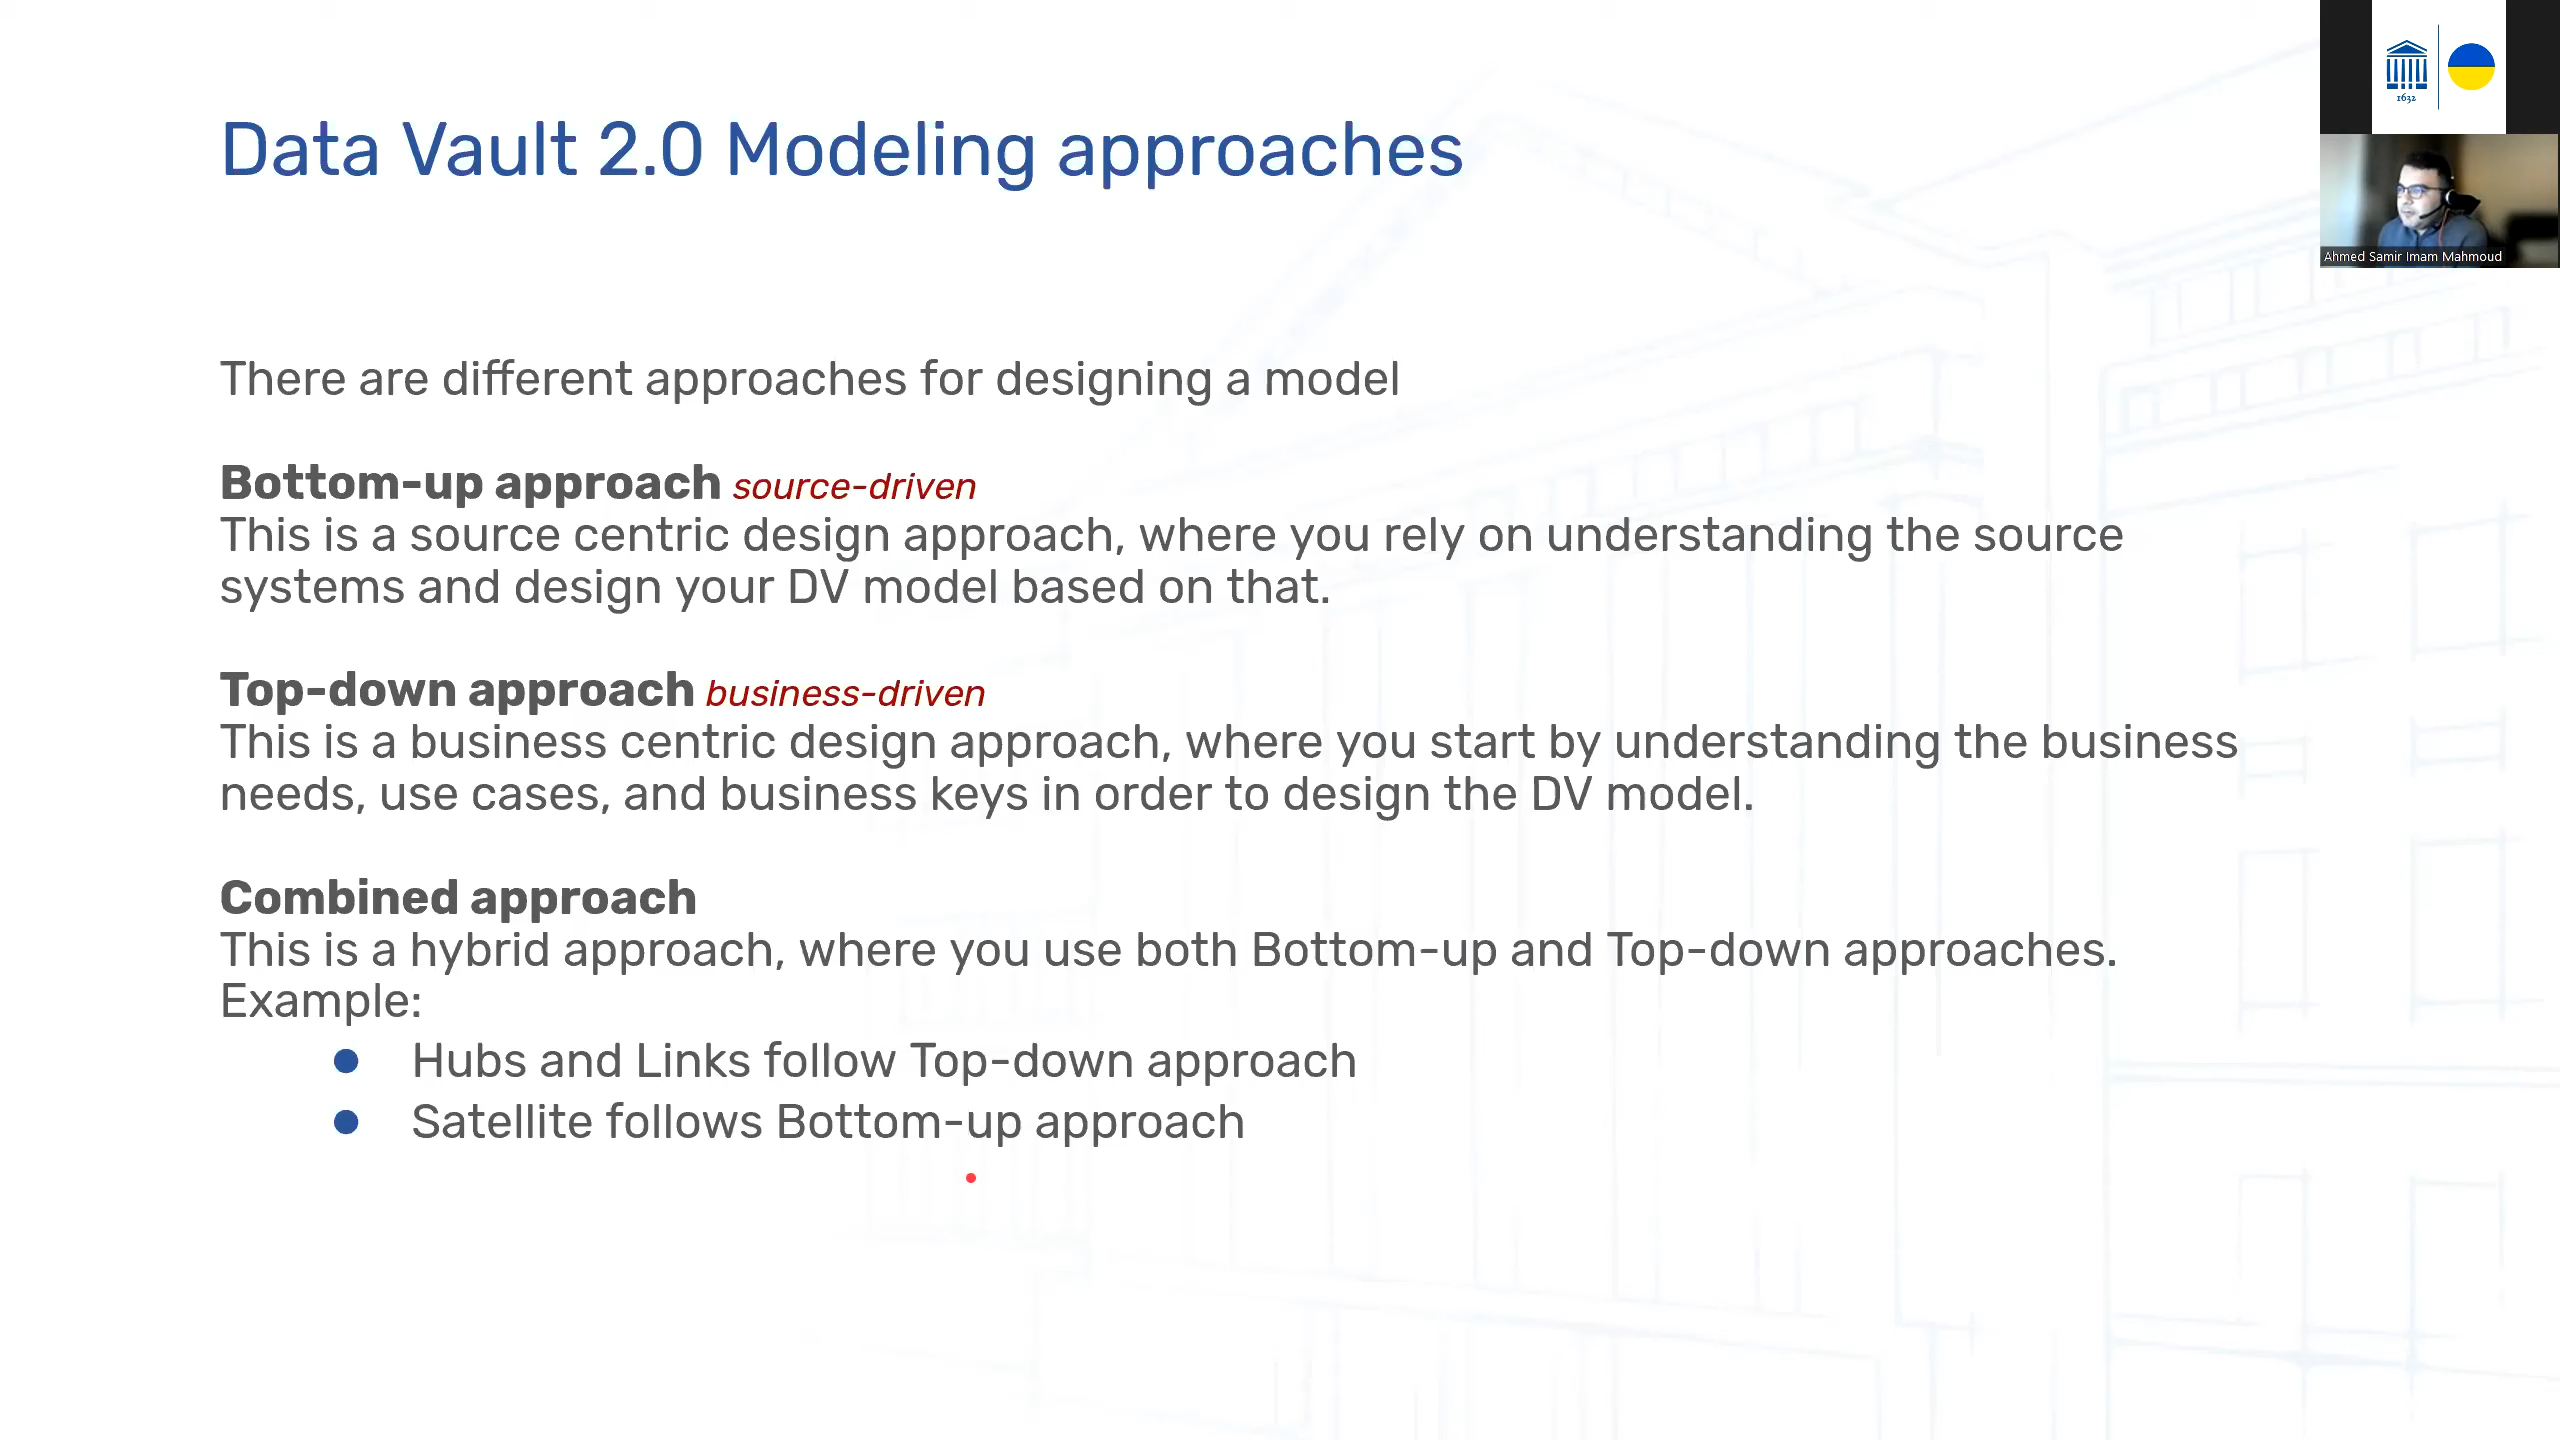 Data Vault 2.0 Modeling approaches
1632
Ahmed Samir Imam Mahmoud
There are different approaches for designing a model
Bottom-up approach source-driven
This is a source centric design approach, where you rely on understanding the source
systems and design your DV model based on that.
Top-down approach business-driven
This is a business centric design approach, where you start by understanding the business
needs, use cases, and business keys in order to design the DV model.
Combined approach
This is a hybrid approach, where you use both Bottom-up and Top-down approaches.
Example:
● Hubs and Links follow Top-down approach
● Satellite follows Bottom-up approach